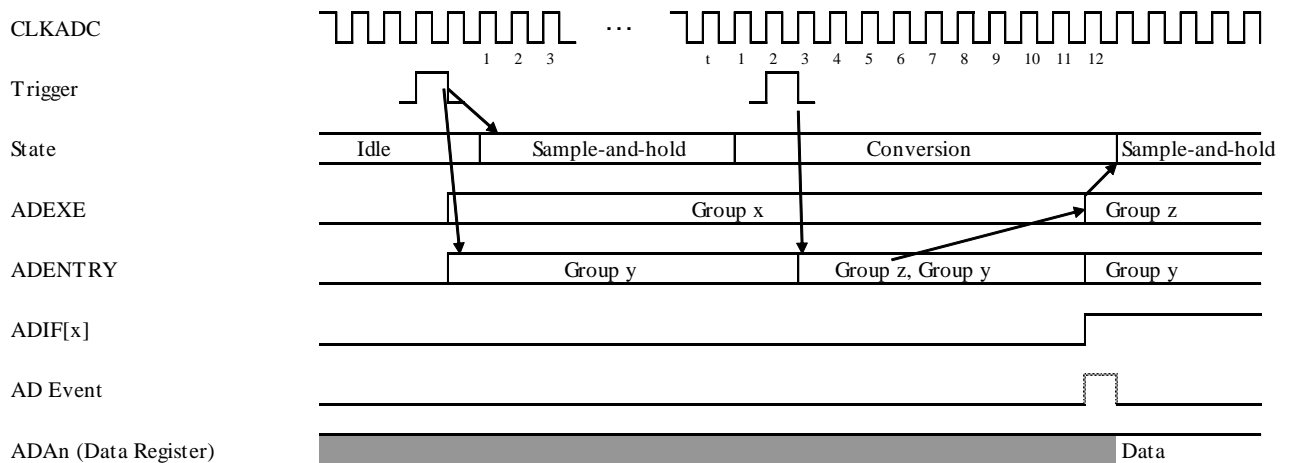 CLKADC
...
1 2 3 t 1 2 3 4 5 6 7 8 9 10 11 12
Trigger
State Idle Sample-and-hold Conversion Sample-and-hold
ADEXE Group x Group z
ADENTRY Group y Group z, Group y Group y
ADIF[x]
AD Event
ADAn (Data Register) Data